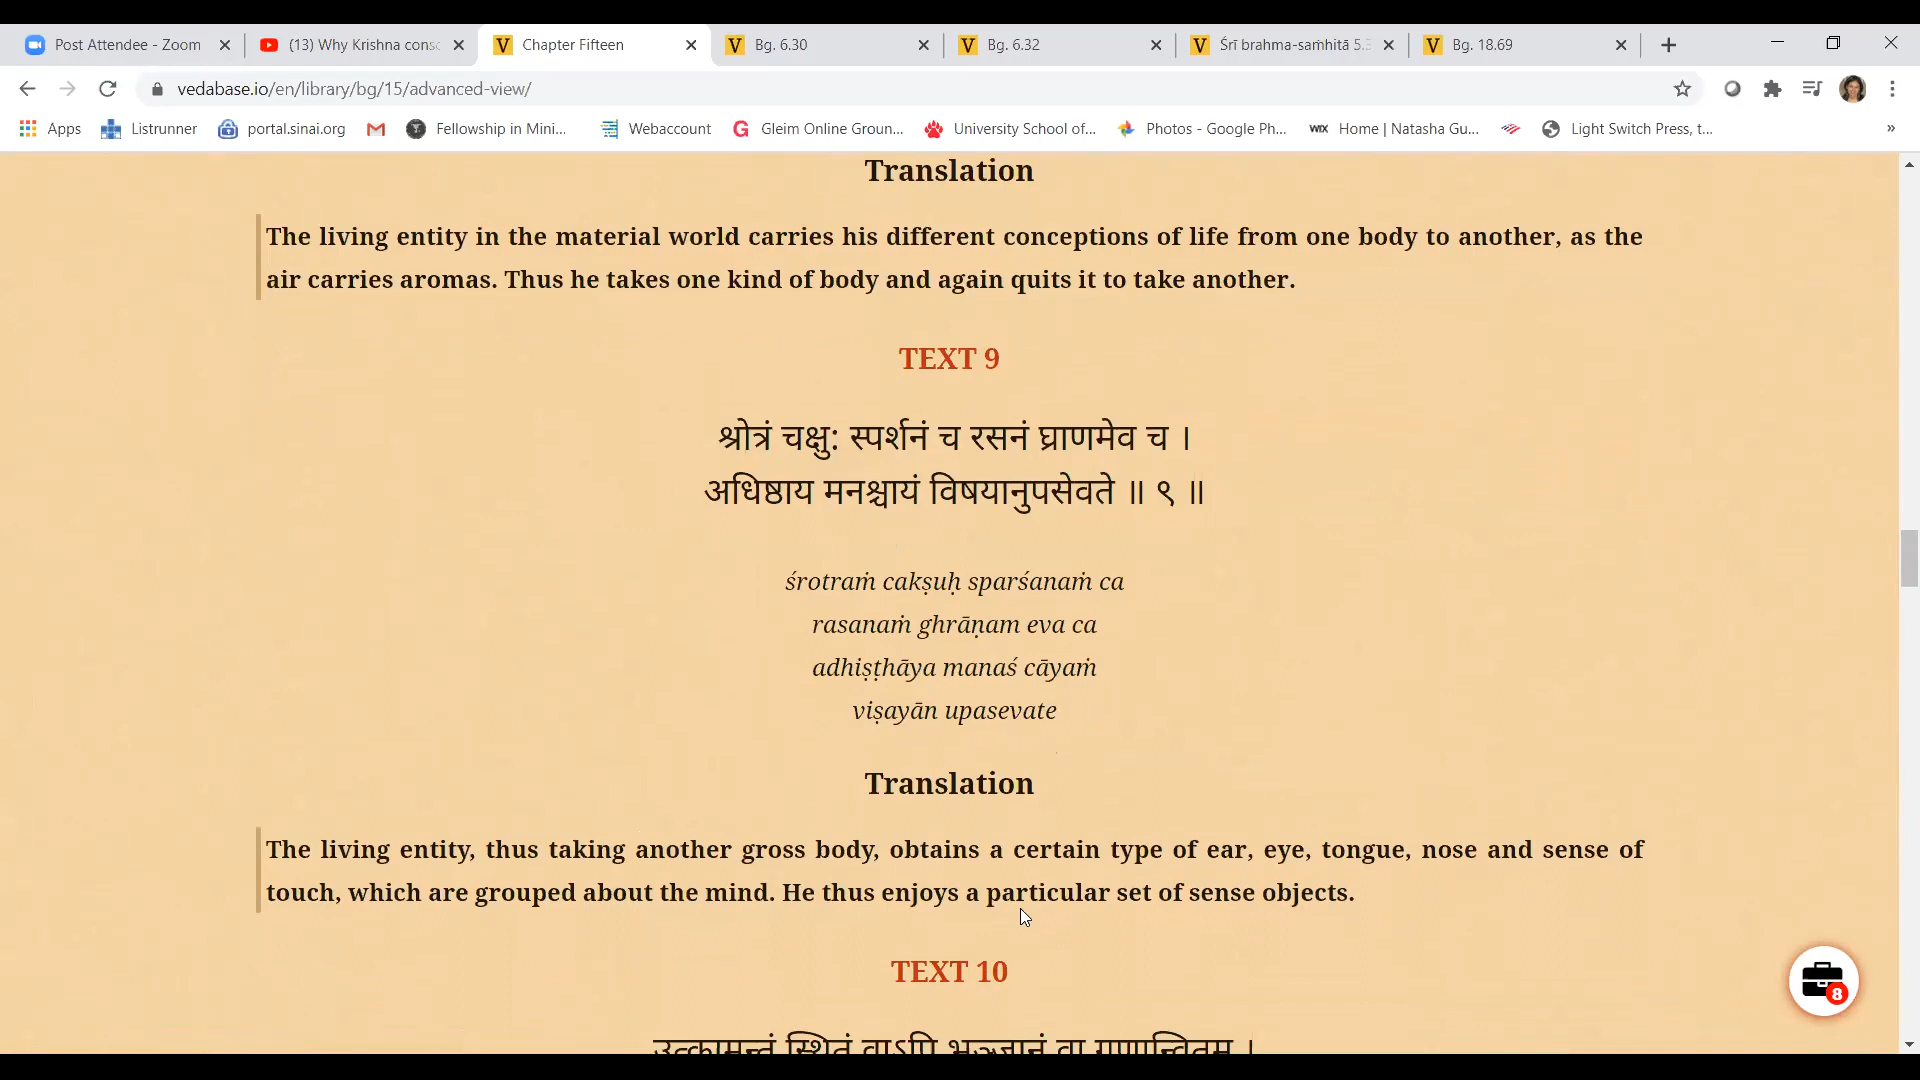 Post Attendee - Zoom
(13) Why Krishna consc
Chapter Fifteen
Bg. 6.30
Bg. 6.32
Śrī brahma-saṁhitā 5.3
Bg. 18.69
vedabase.io/en/library/bg/15/advanced-view/
Apps
Listrunner
portal.sinai.org
Fellowship in Mini...
Webaccount
Gleim Online Groun...
University School of...
Photos - Google Ph...
WIX
Home | Natasha Gu...
Light Switch Press, t...
»
Translation
The living entity in the material world carries his different conceptions of life from one body to another, as the
air carries aromas. Thus he takes one kind of body and again quits it to take another.
TEXT 9
श्रोत्रं चक्षु: स्पर्शनं च रसनं घ्राणमेव च ।
अधिष्ठाय मनश्चायं विषयानुपसेवते ॥ ९ ॥
śrotraṁ cakṣuḥ sparśanaṁ ca
rasanaṁ ghrāṇam eva ca
adhiṣṭhāya manaś cāyaṁ
viṣayān upasevate
Translation
The living entity, thus taking another gross body, obtains a certain type of ear, eye, tongue, nose and sense of
touch, which are grouped about the mind. He thus enjoys a particular set of sense objects.
8
TEXT 10
उत्क्रामन्तं स्थितं वाऽपि भुञ्जानं वा गुणान्वितम् ।